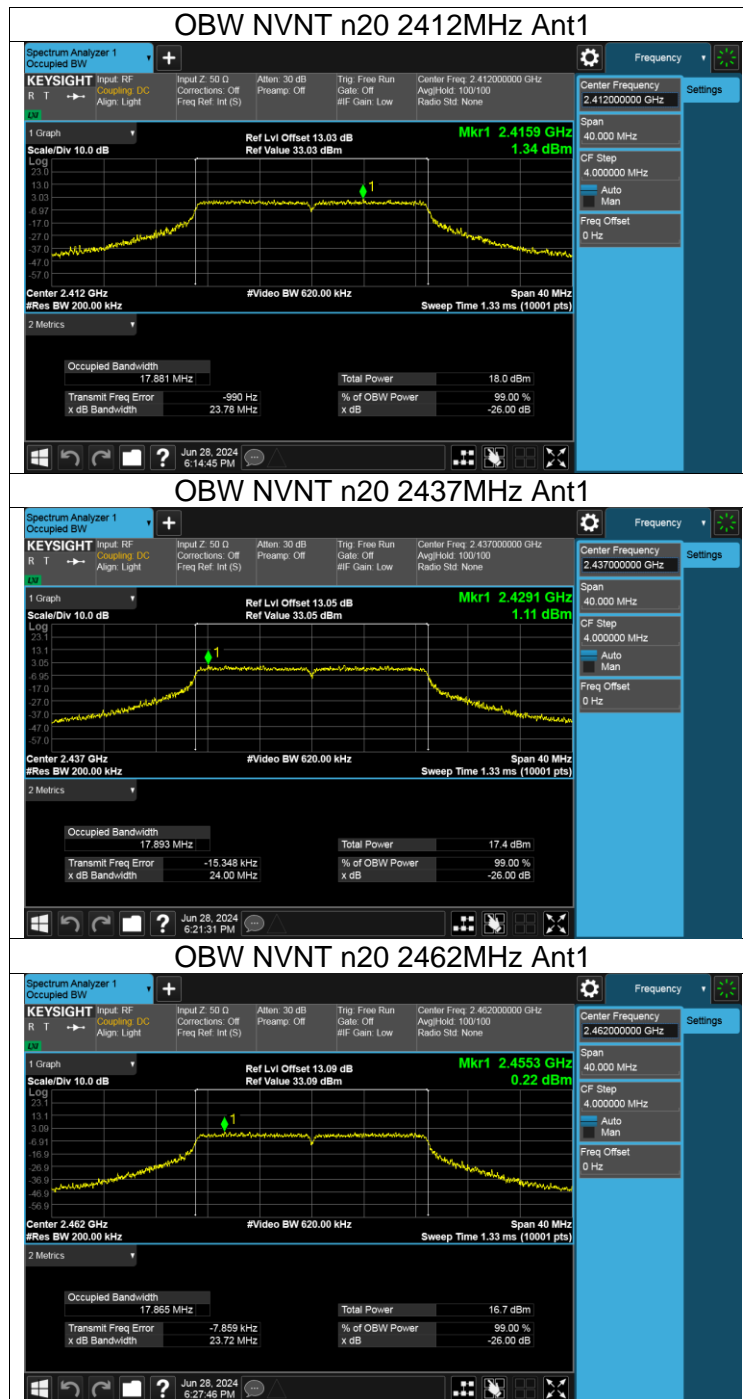 OBW NVNT n20 2412MHz Ant1
Spectrum Analyzer 1
Occupied BW
+
Frequency
KEYSIGHT Input: RF Input Z: 50 Ω Atten: 30 dB Trig: Free Run Center Freq: 2.412000000 GHz
R T Coupling: DC Corrections: Off Preamp: Off Gate: Off Avg|Hold: 100/100
Align: Light Freq Ref: Int (S) #IF Gain: Low Radio Std: None
LXI
Center Frequency
2.412000000 GHz
Settings
Span
40.000 MHz
CF Step
4.000000 MHz
Auto
Man
Freq Offset
0 Hz
1 Graph
Scale/Div 10.0 dB
Ref Lvl Offset 13.03 dB
Ref Value 33.03 dBm
Mkr1 2.4159 GHz
1.34 dBm
Log
23.0
13.0
3.03
-6.97
-17.0
-27.0
-37.0
-47.0
-57.0
1
Center 2.412 GHz #Video BW 620.00 kHz Span 40 MHz
#Res BW 200.00 kHz Sweep Time 1.33 ms (1001 pts)
2 Metrics
Occupied Bandwidth
17.881 MHz Total Power 18.0 dBm
Transmit Freq Error -990 Hz % of OBW Power 99.00 %
x dB Bandwidth 23.78 MHz x dB -26.00 dB
? Jun 28, 2024
6:14:45 PM
OBW NVNT n20 2437MHz Ant1
Spectrum Analyzer 1
Occupied BW
+
Frequency
KEYSIGHT Input: RF Input Z: 50 Ω Atten: 30 dB Trig: Free Run Center Freq: 2.437000000 GHz
R T Coupling: DC Corrections: Off Preamp: Off Gate: Off Avg|Hold: 100/100
Align: Light Freq Ref: Int (S) #IF Gain: Low Radio Std: None
LXI
Center Frequency
2.437000000 GHz
Settings
Span
40.000 MHz
CF Step
4.000000 MHz
Auto
Man
Freq Offset
0 Hz
1 Graph
Scale/Div 10.0 dB
Ref Lvl Offset 13.05 dB
Ref Value 33.05 dBm
Mkr1 2.4291 GHz
1.11 dBm
Log
23.1
13.1
3.05
-6.95
-17.0
-27.0
-37.0
-47.0
-57.0
1
Center 2.437 GHz #Video BW 620.00 kHz Span 40 MHz
#Res BW 200.00 kHz Sweep Time 1.33 ms (10001 pts)
2 Metrics
Occupied Bandwidth
17.893 MHz Total Power 17.4 dBm
Transmit Freq Error -15.348 kHz % of OBW Power 99.00 %
x dB Bandwidth 24.00 MHz x dB -26.00 dB
? Jun 28, 2024
6:21:31 PM
OBW NVNT n20 2462MHz Ant1
Spectrum Analyzer 1
Occupied BW
+
Frequency
KEYSIGHT Input: RF Input Z: 50 Ω Atten: 30 dB Trig: Free Run Center Freq: 2.462000000 GHz
R T Coupling: DC Corrections: Off Preamp: Off Gate: Off Avg|Hold: 100/100
Align: Light Freq Ref: Int (S) #IF Gain: Low Radio Std: None
LXI
Center Frequency
2.462000000 GHz
Settings
Span
40.000 MHz
CF Step
4.000000 MHz
Auto
Man
Freq Offset
0 Hz
1 Graph
Scale/Div 10.0 dB
Ref Lvl Offset 13.09 dB
Ref Value 33.09 dBm
Mkr1 2.4553 GHz
0.22 dBm
Log
23.1
13.1
3.09
-6.91
-16.9
-26.9
-36.9
-46.9
-56.9
1
Center 2.462 GHz #Video BW 620.00 kHz Span 40 MHz
#Res BW 200.00 kHz Sweep Time 1.33 ms (10001 pts)
2 Metrics
Occupied Bandwidth
17.865 MHz Total Power 16.7 dBm
Transmit Freq Error -7.859 kHz % of OBW Power 99.00 %
x dB Bandwidth 23.72 MHz x dB -26.00 dB
? Jun 28, 2024
6:27:46 PM